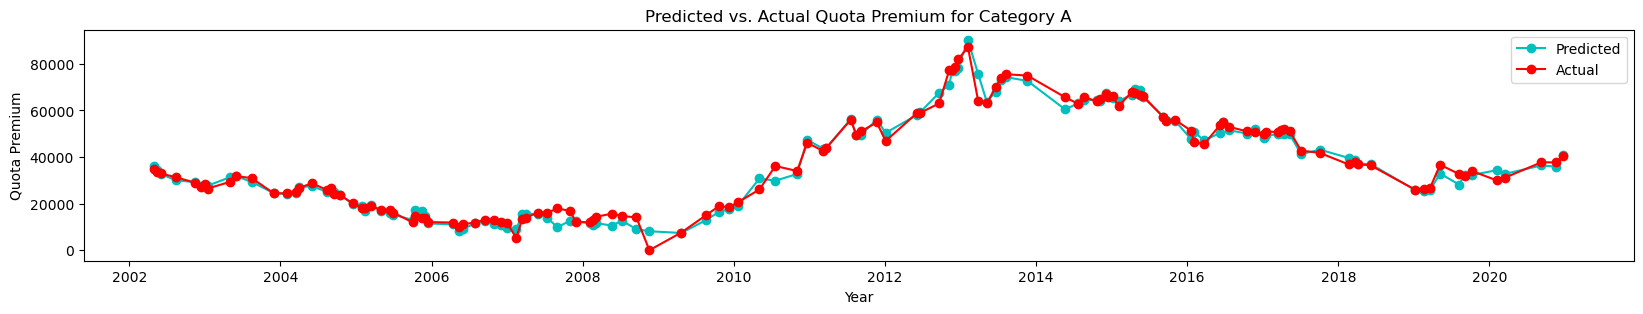 Predicted vs. Actual Quota Premium for Category A
Predicted
Actual
Quota Premium
80000
60000
40000
20000
0
2002 2004 2006 2008 2010 2012 2014 2016 2018 2020
Year